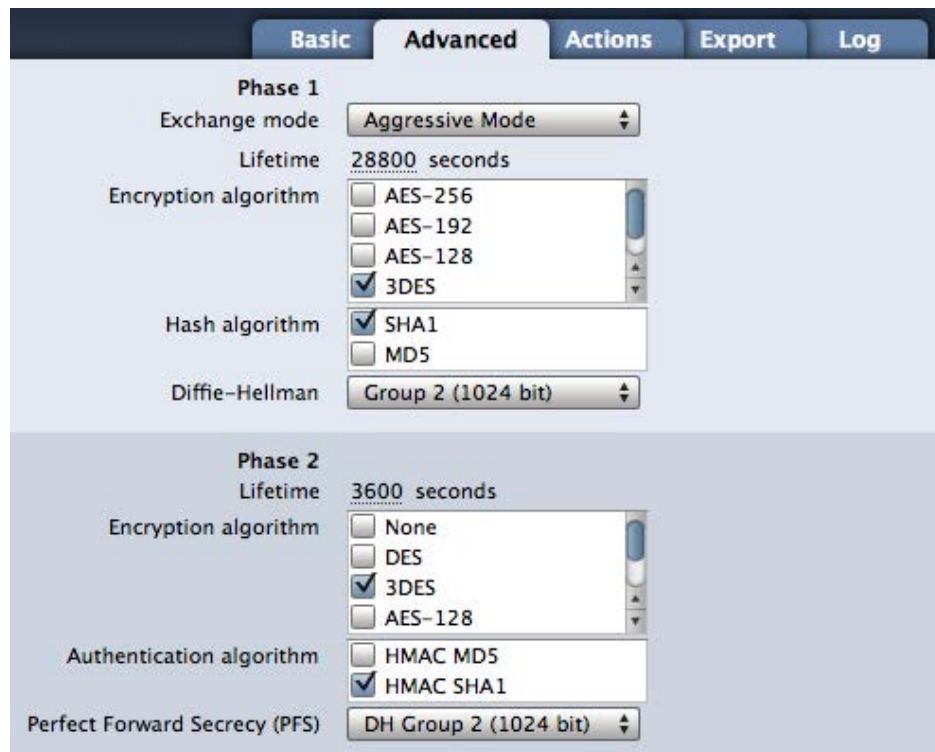 Basic Advanced Actions Export Log
Phase 1
Exchange mode Aggressive Mode
Lifetime 28800 seconds
Encryption algorithm AES-256
AES-192
AES-128
3DES
Hash algorithm SHA1
MD5
Diffie-Hellman Group 2 (1024 bit)
Phase 2
Lifetime 3600 seconds
Encryption algorithm None
DES
3DES
AES-128
Authentication algorithm HMAC MD5
HMAC SHA1
Perfect Forward Secrecy (PFS) DH Group 2 (1024 bit)